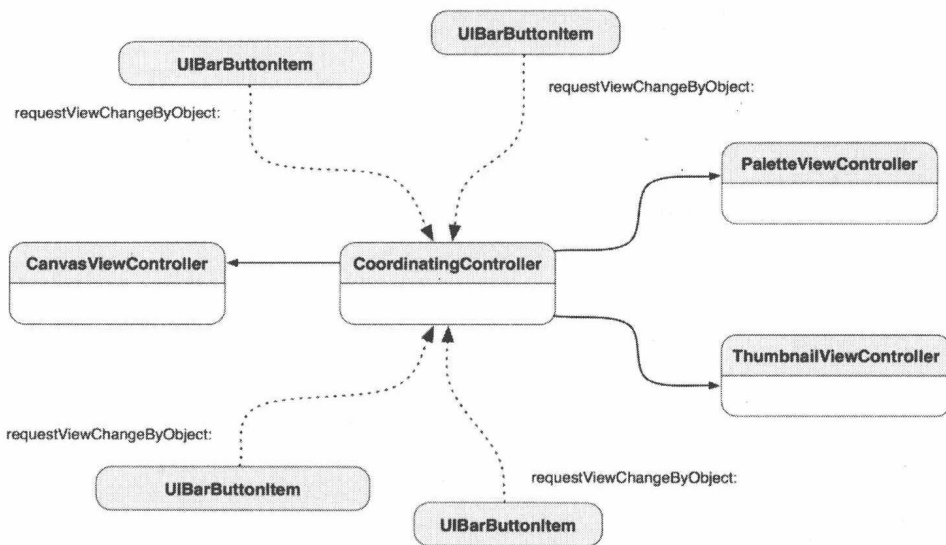 UIBarButtonItem
UIBarButtonItem
requestViewChangeByObject:
requestViewChangeByObject:
PaletteViewController
CanvasViewController
CoordinatingController
ThumbnailViewController
requestViewChangeByObject:
requestViewChangeByObject:
UIBarButtonItem
UIBarButtonItem